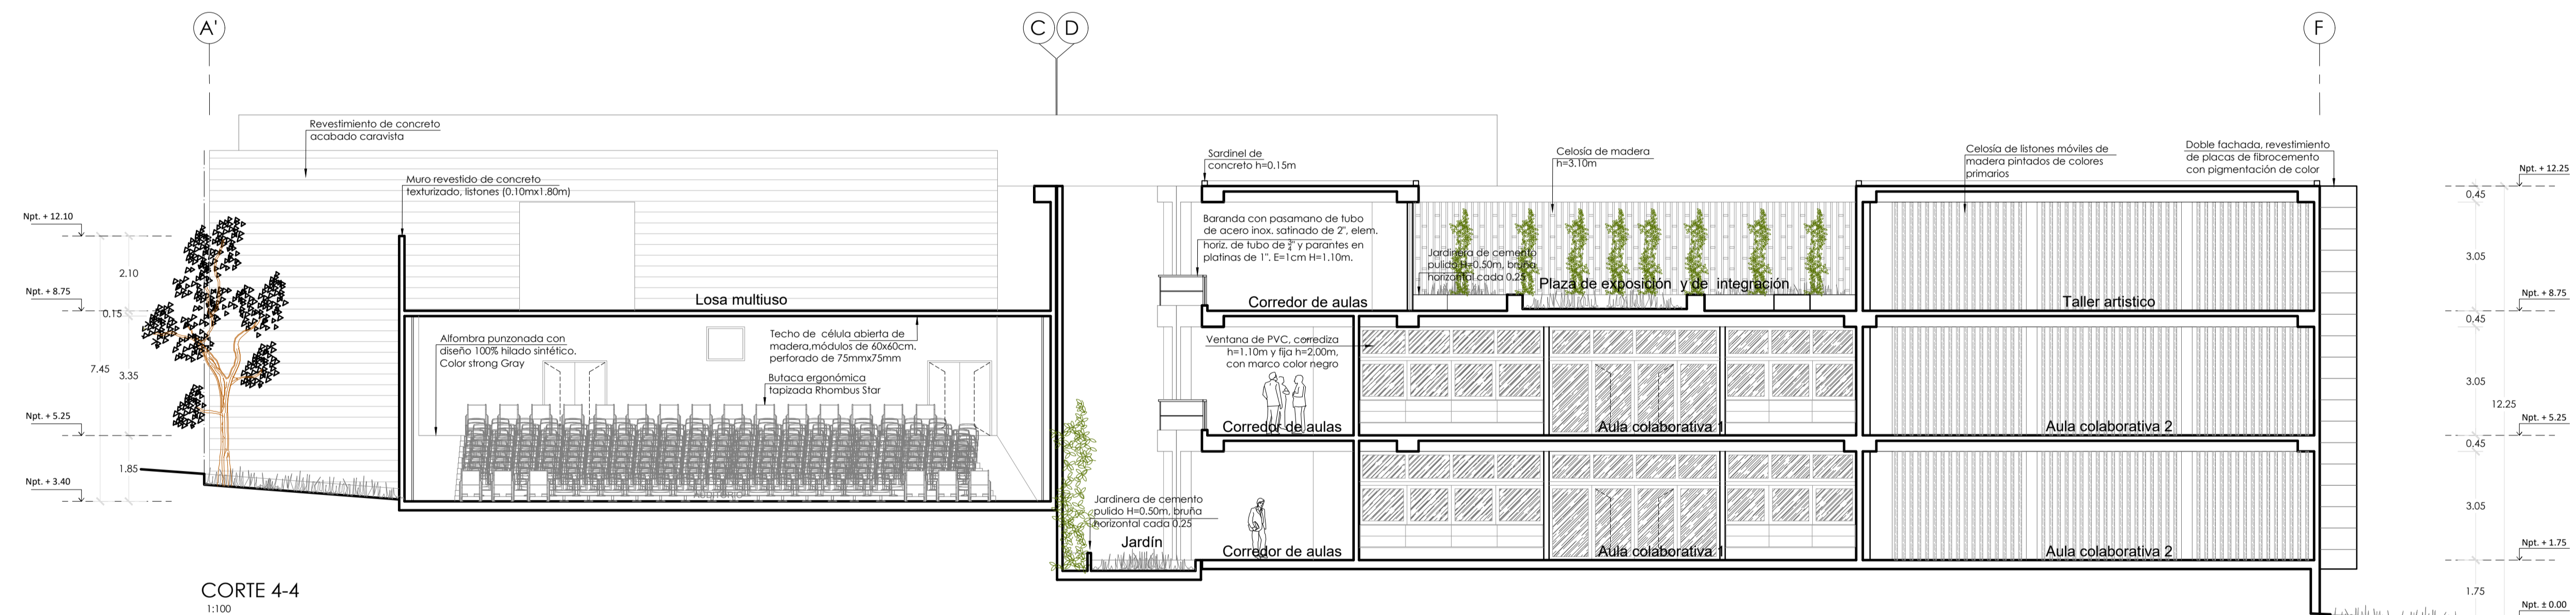 A'
C
D
F
Revestimiento de concreto
acabado caravista
Muro revestido de concreto
texturizado, listones (0.10mx1.80m)
Sardinel de
concreto h=0.15m
Celosía de madera
h=3.10m
Celosía de listones móviles de
madera pintados de colores
primarios
Doble fachada, revestimiento
de placas de fibrocemento
con pigmentación de color
Npt. + 12.10
Npt. + 8.75
Npt. + 5.25
Npt. + 3.40
2.10
0.15
7.45
3.35
1.85
Baranda con pasamano de tubo
de acero inox. satinado de 2", elem.
horiz. de tubo de ¾" y parantes en
platinas de 1". E=1cm H=1.10m.
Jardinera de cemento
pulido H=0.50m, bruña
horizontal cada 0.25
Losa multiuso
Corredor de aulas
Plaza de exposición y de integración
Taller artistico
Alfombra punzonada con
diseño 100% hilado sintético.
Color strong Gray
Techo de célula abierta de
madera,módulos de 60x60cm.
perforado de 75mmx75mm
Butaca ergonómica
tapizada Rhombus Star
Ventana de PVC, corrediza
h=1.10m y fija h=2.00m,
con marco color negro
Corredor de aulas
Aula colaborativa 1
Aula colaborativa 2
AUDITORIO
Jardinera de cemento
pulido H=0.50m, bruña
horizontal cada 0.25
Jardín
Corredor de aulas
Aula colaborativa 1
Aula colaborativa 2
Npt. + 12.25
0.45
3.05
Npt. + 8.75
0.45
3.05
12.25
Npt. + 5.25
0.45
3.05
Npt. + 1.75
1.75
Npt. ± 0.00
CORTE 4-4
1:100